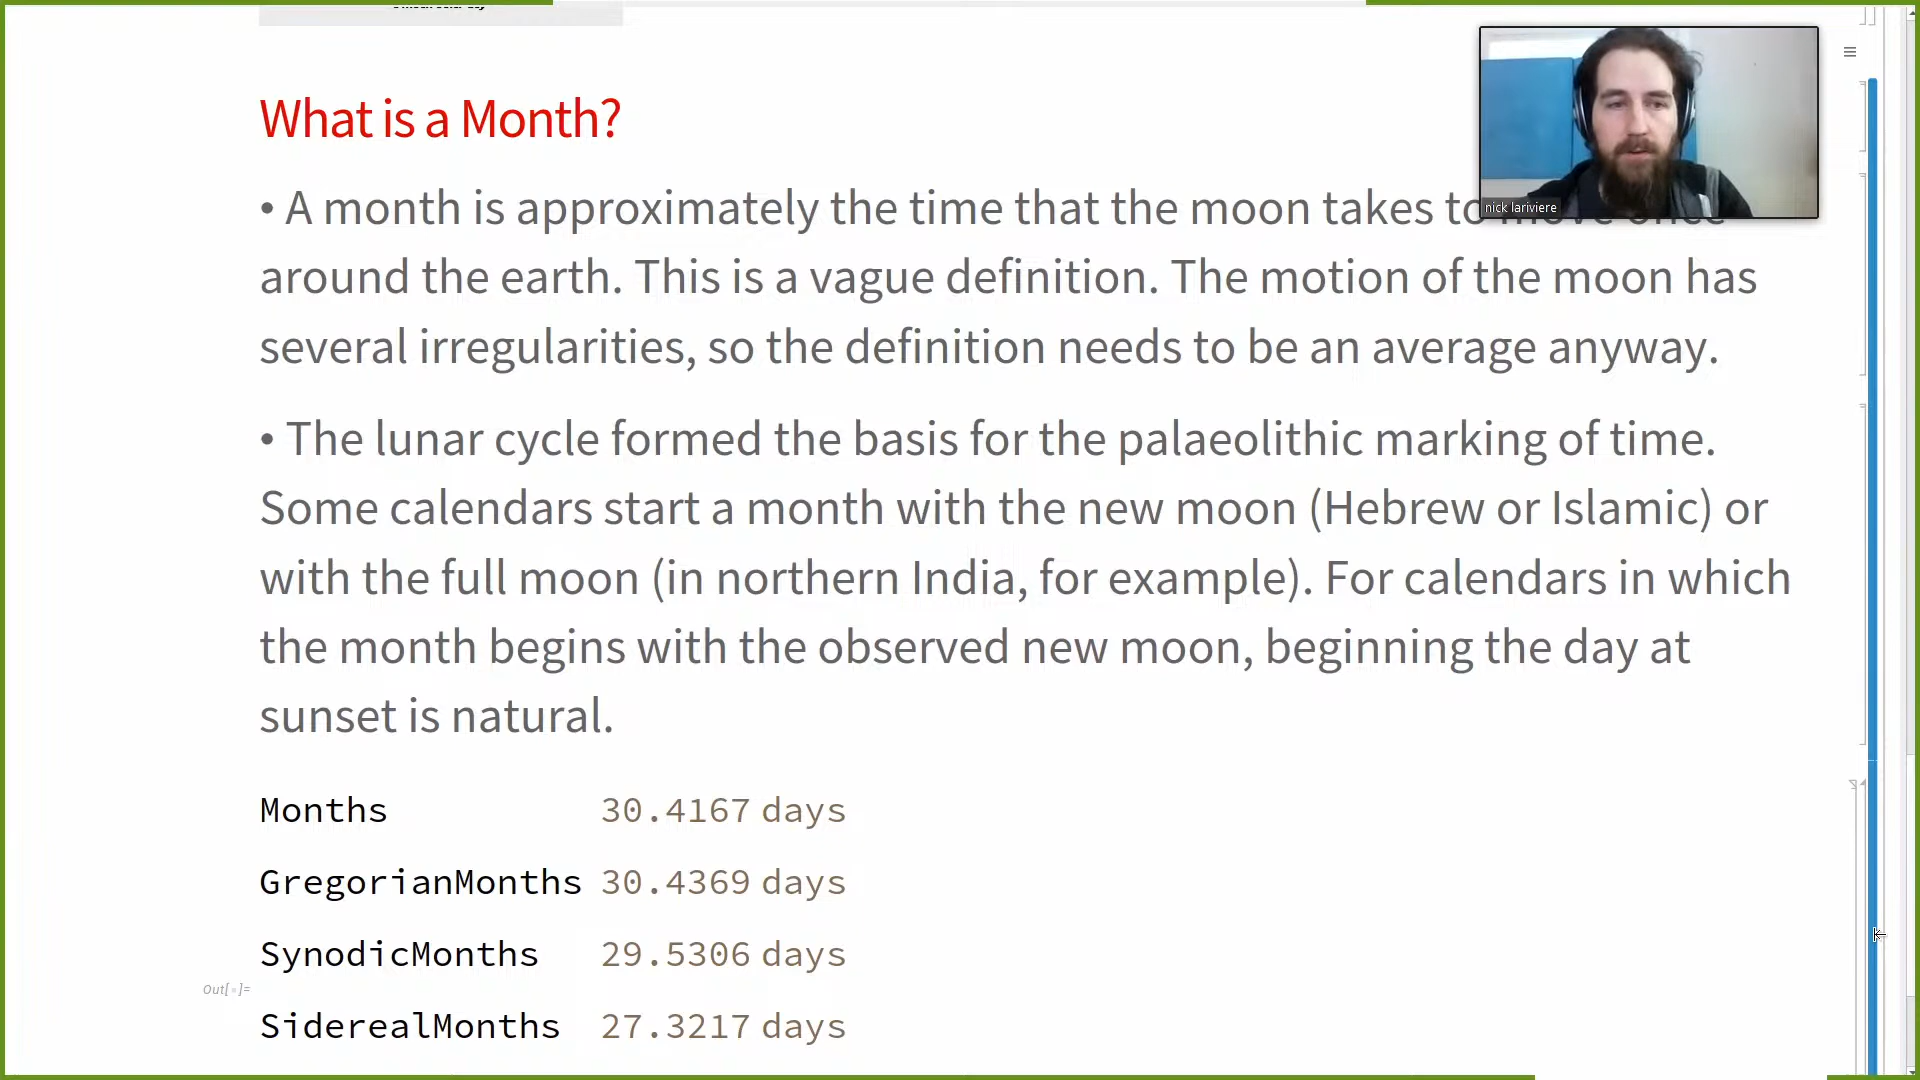 What is a Month?
• A month is approximately the time that the moon takes to move once
around the earth. This is a vague definition. The motion of the moon has
several irregularities, so the definition needs to be an average anyway.
• The lunar cycle formed the basis for the palaeolithic marking of time.
Some calendars start a month with the new moon (Hebrew or Islamic) or
with the full moon (in northern India, for example). For calendars in which
the month begins with the observed new moon, beginning the day at
sunset is natural.
Months 30.4167 days
GregorianMonths 30.4369 days
SynodicMonths 29.5306 days
Out[ ]=
SiderealMonths 27.3217 days
nick lariviere